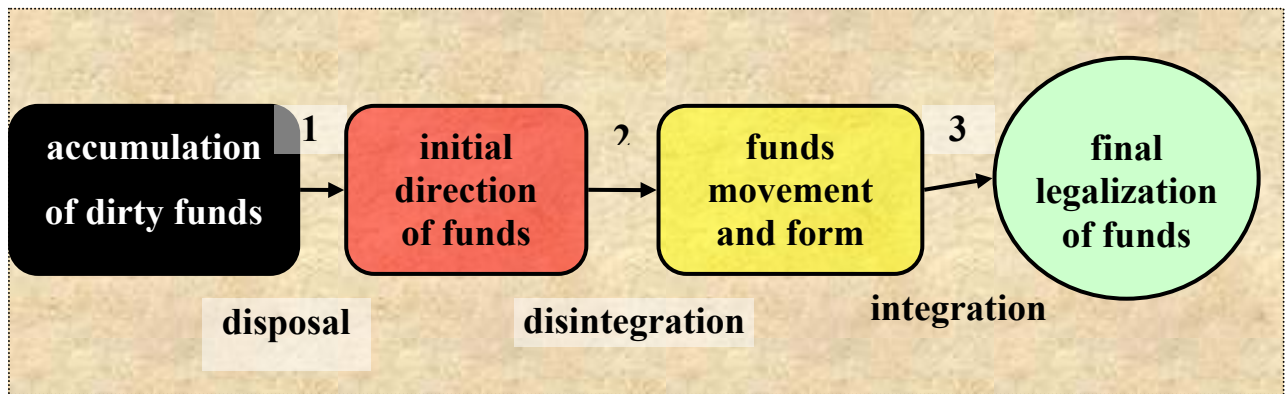 accumulation
of dirty funds
1
initial
direction
of funds
2
funds
movement
and form
3
final
legalization
of funds
disposal
disintegration
integration